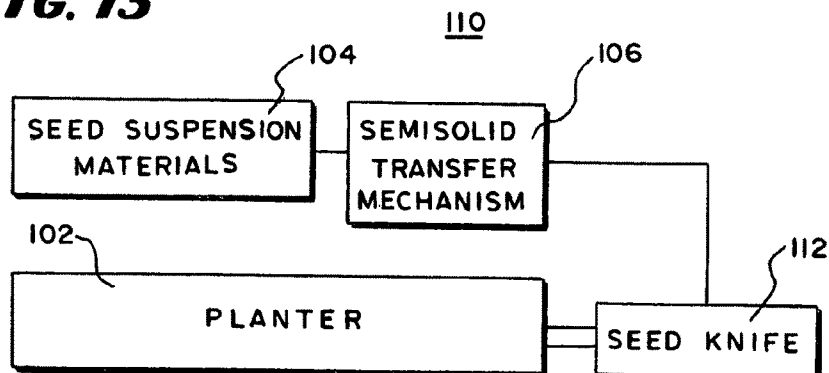 FIG. 13
110
104
106
SEED SUSPENSION
MATERIALS
SEMISOLID
TRANSFER
MECHANISM
102
112
PLANTER
SEED KNIFE